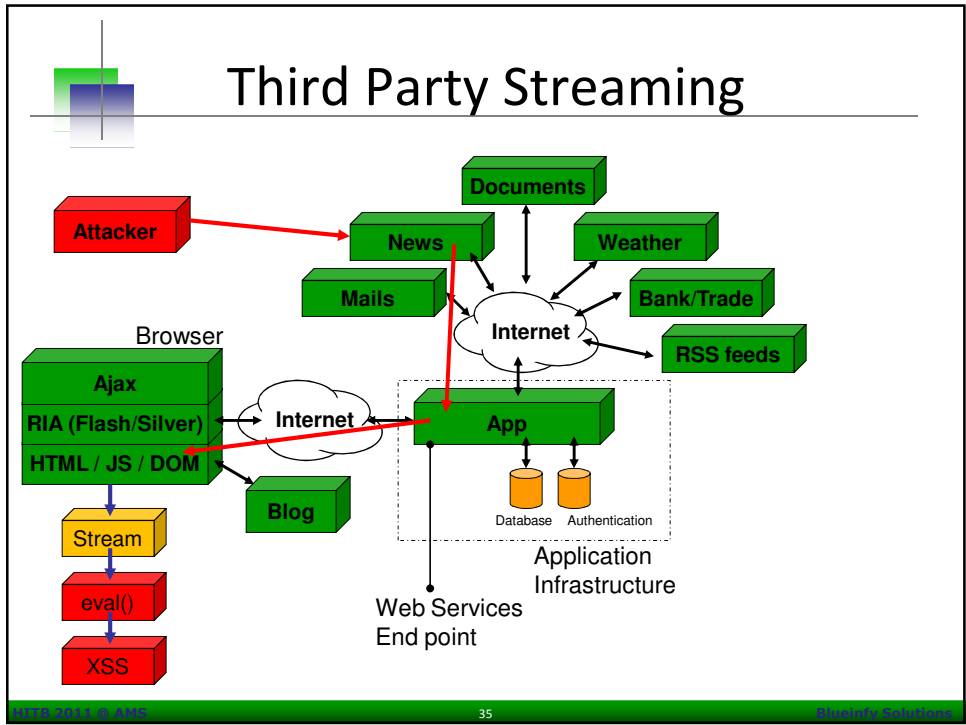 Third Party Streaming
Documents
Attacker
News
Weather
Mails
Bank/Trade
Internet
RSS feeds
Browser
Ajax
RIA (Flash/Silver)
Internet
App
HTML / JS / DOM
Blog
Database
Authentication
Stream
Application
Infrastructure
eval()
Web Services
End point
XSS
HITB 2011 @ AMS
35
Blueinfy Solutions